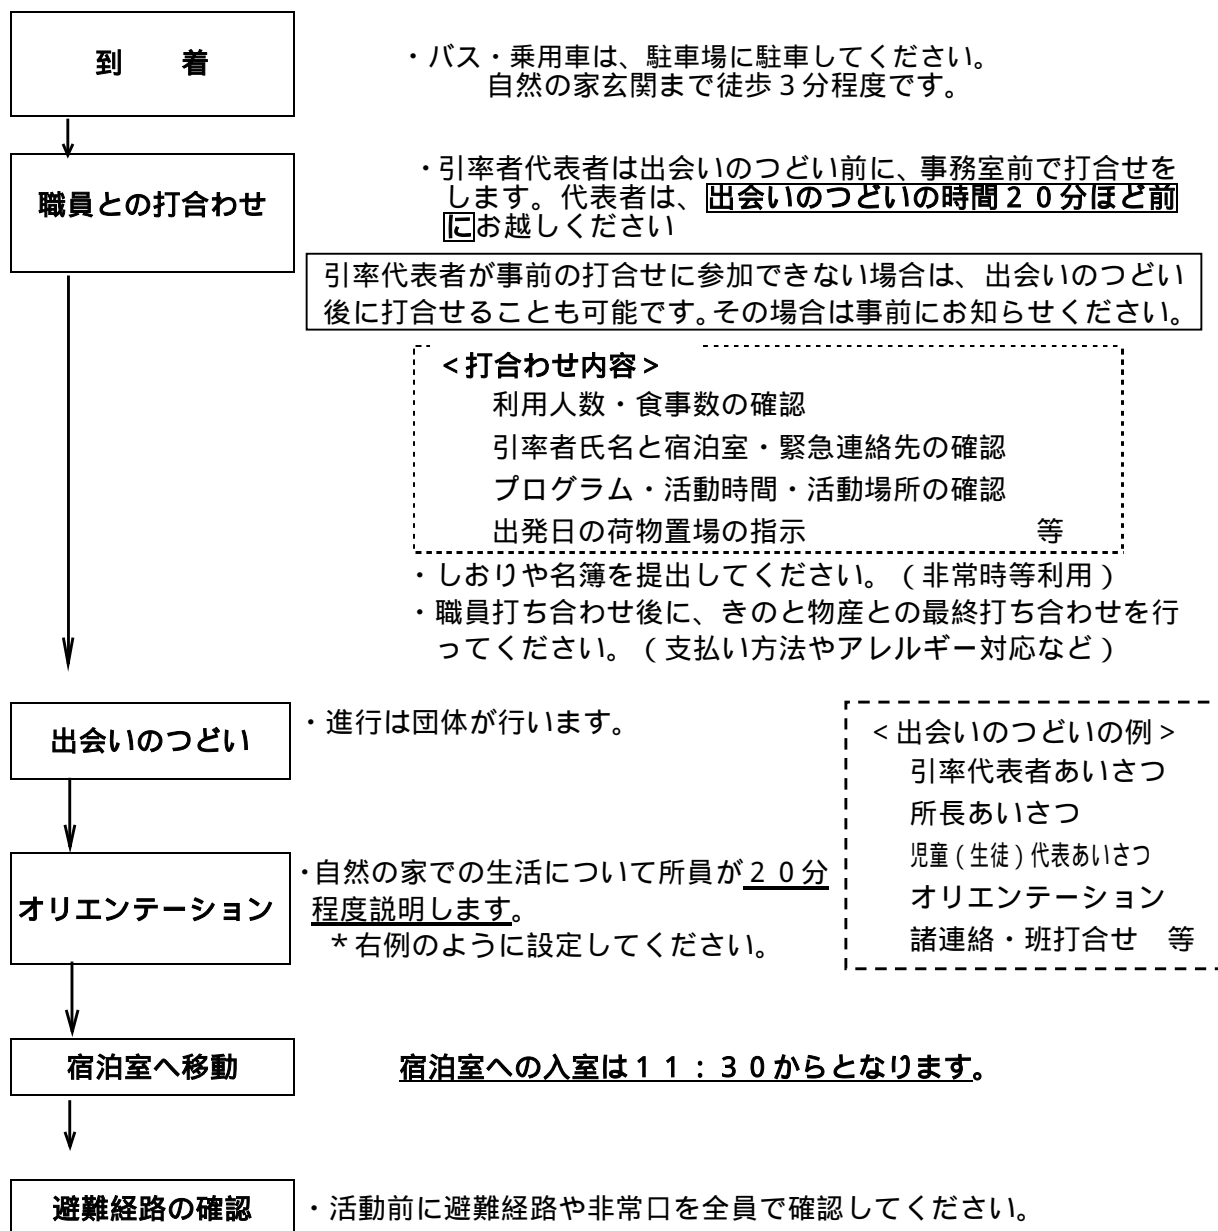 到　着
・バス・乗用車は、駐車場に駐車してください。
自然の家玄関まで徒歩３分程度です。
職員との打合わせ
・引率者代表者は出会いのつどい前に、事務室前で打合せを
します。代表者は、出会いのつどいの時間２０分ほど前
にお越しください
引率代表者が事前の打合せに参加できない場合は、出会いのつどい
後に打合せることも可能です。その場合は事前にお知らせください。
＜打合わせ内容＞
利用人数・食事数の確認
引率者氏名と宿泊室・緊急連絡先の確認
プログラム・活動時間・活動場所の確認
出発日の荷物置場の指示　等
・しおりや名簿を提出してください。（非常時等利用）
・職員打ち合わせ後に、きのと物産との最終打ち合わせを行
ってください。（支払い方法やアレルギー対応など）
出会いのつどい
・進行は団体が行います。
＜出会いのつどいの例＞
引率代表者あいさつ
所長あいさつ
児童（生徒）代表あいさつ
オリエンテーション
諸連絡・班打合せ　等
オリエンテーション
・自然の家での生活について所員が２０分
程度説明します。
＊右例のように設定してください。
宿泊室へ移動
宿泊室への入室は１１：３０からとなります。
避難経路の確認
・活動前に避難経路や非常口を全員で確認してください。